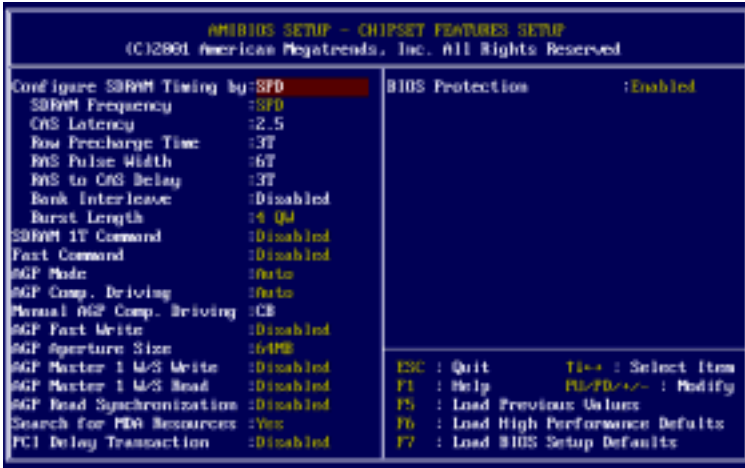 AMIBIOS SETUP - CHIPSET FEATURES SETUP
(C)2001 American Megatrends, Inc. All Rights Reserved
Configure SDRAM Timing by:SPD
SDRAM Frequency :SPD
CAS Latency :2.5
Row Precharge Time :3T
RAS Pulse Width :6T
RAS to CAS Delay :3T
Bank Interleave :Disabled
Burst Length :4 QW
SDRAM 1T Command :Disabled
Fast Command :Disabled
AGP Mode :Auto
AGP Comp. Driving :Auto
Manual AGP Comp. Driving :CB
AGP Fast Write :Disabled
AGP Aperture Size :64MB
AGP Master 1 W/S Write :Disabled
AGP Master 1 W/S Read :Disabled
AGP Read Synchronization :Disabled
Search for MDA Resources :Yes
PCI Delay Transaction :Disabled
BIOS Protection :Enabled
ESC : Quit ↑↓←→ : Select Item
F1 : Help PU/PD/+/- : Modify
F5 : Load Previous Values
F6 : Load High Performance Defults
F7 : Load BIOS Setup Defaults